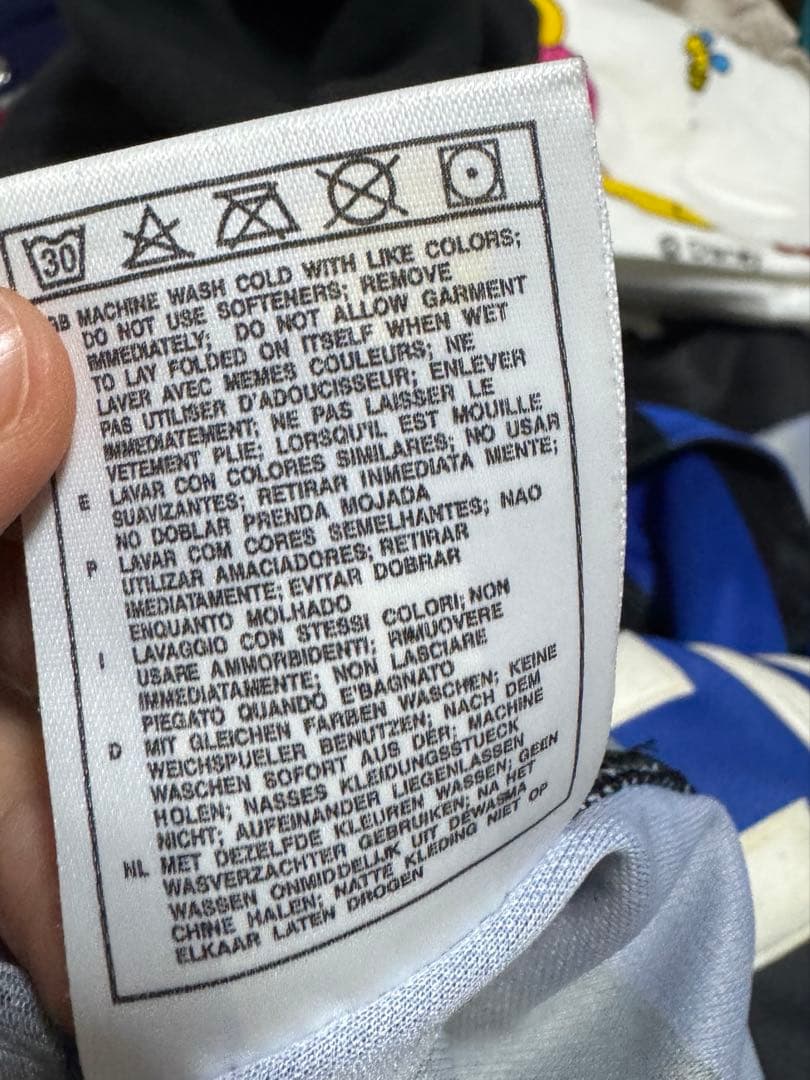 30
GB MACHINE WASH COLD WITH LIKE COLORS;
DO NOT USE SOFTENERS; REMOVE
IMMEDIATELY; DO NOT ALLOW GARMENT
TO LAY FOLDED ON ITSELF WHEN WET
LAVER AVEC MEMES COULEURS; NE
PAS UTILISER D'ADOUCISSEUR; ENLEVER
IMMEDIATEMENT; NE PAS LAISSER LE
VETEMENT PLIE; LORSQU'IL EST MOUILLE
E LAVAR CON COLORES SIMILARES; NO USAR
SUAVIZANTES; RETIRAR INMEDIATA MENTE;
NO DOBLAR PRENDA MOJADA
P LAVAR COM CORES SEMELHANTES; NAO
UTILIZAR AMACIADORES; RETIRAR
IMEDIATAMENTE; EVITAR DOBRAR
ENQUANTO MOLHADO
I LAVAGGIO CON STESSI COLORI; NON
USARE AMMORBIDENTI; RIMUOVERE
IMMEDIATAMENTE; NON LASCIARE
PIEGATO QUANDO E'BAGNATO
D MIT GLEICHEN FARBEN WASCHEN; KEINE
WEICHSPUELER BENUTZEN; NACH DEM
WASCHEN SOFORT AUS DER; MACHINE
HOLEN; NASSES KLEIDUNGSSTUECK
NICHT; AUFEINANDER LIEGENLASSEN
NL MET DEZELFDE KLEUREN WASSEN; GEEN
WASVERZACHTER GEBRUIKEN; NA HET
WASSEN ONMIDDELLIJK UIT DEWASMA
CHINE HALEN; NATTE KLEDING NIET OP
ELKAAR LATEN DROGEN